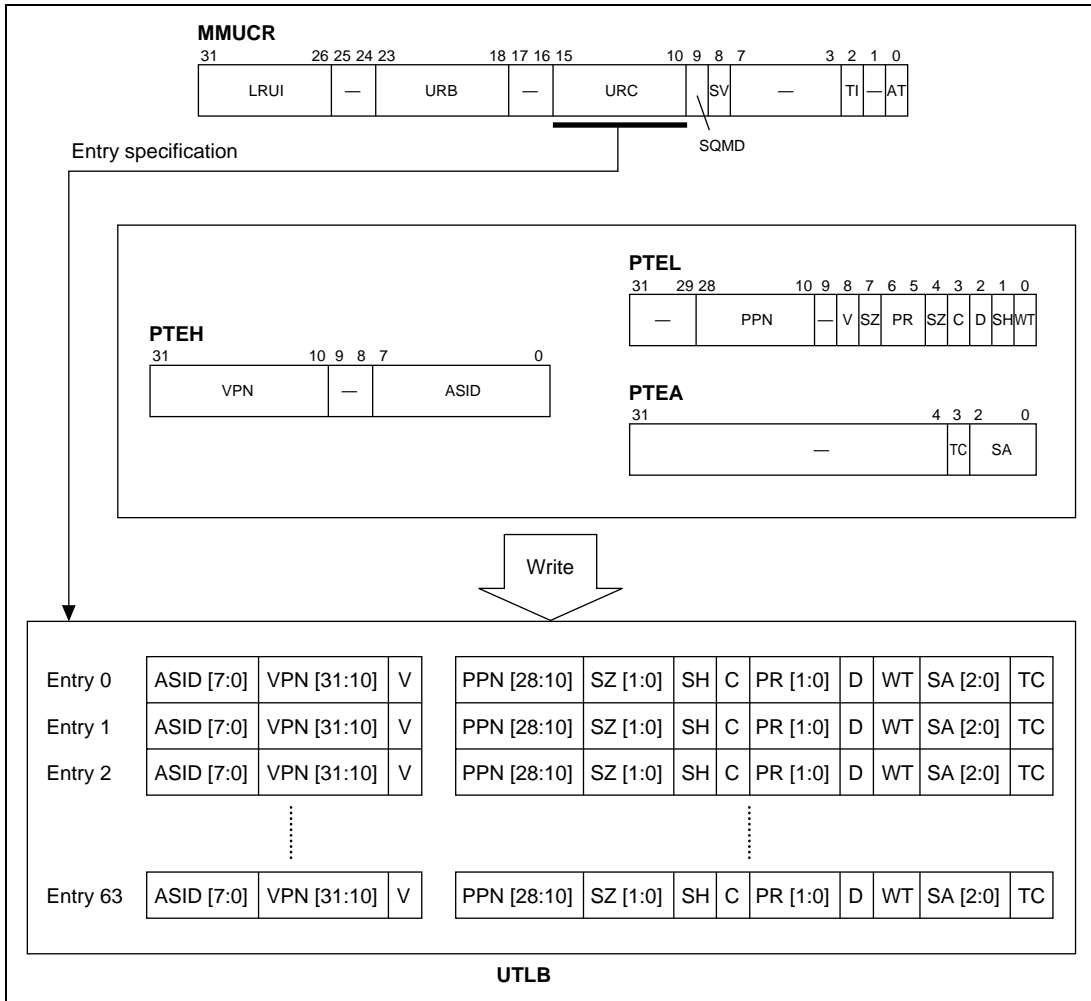 MMUCR
31 26 25 24 23 18 17 16 15 10 9 8 7 3 2 1 0
LRUI — URB — URC SV — TI — AT
SQMD
Entry specification
PTEL
31 29 28 10 9 8 7 6 5 4 3 2 1 0
— PPN — V SZ PR SZ C D SH WT
PTEH
31 10 9 8 7 0
VPN — ASID
PTEA
31 4 3 2 0
— TC SA
Write
Entry 0 ASID [7:0] VPN [31:10] V PPN [28:10] SZ [1:0] SH C PR [1:0] D WT SA [2:0] TC
Entry 1 ASID [7:0] VPN [31:10] V PPN [28:10] SZ [1:0] SH C PR [1:0] D WT SA [2:0] TC
Entry 2 ASID [7:0] VPN [31:10] V PPN [28:10] SZ [1:0] SH C PR [1:0] D WT SA [2:0] TC
Entry 63 ASID [7:0] VPN [31:10] V PPN [28:10] SZ [1:0] SH C PR [1:0] D WT SA [2:0] TC
UTLB